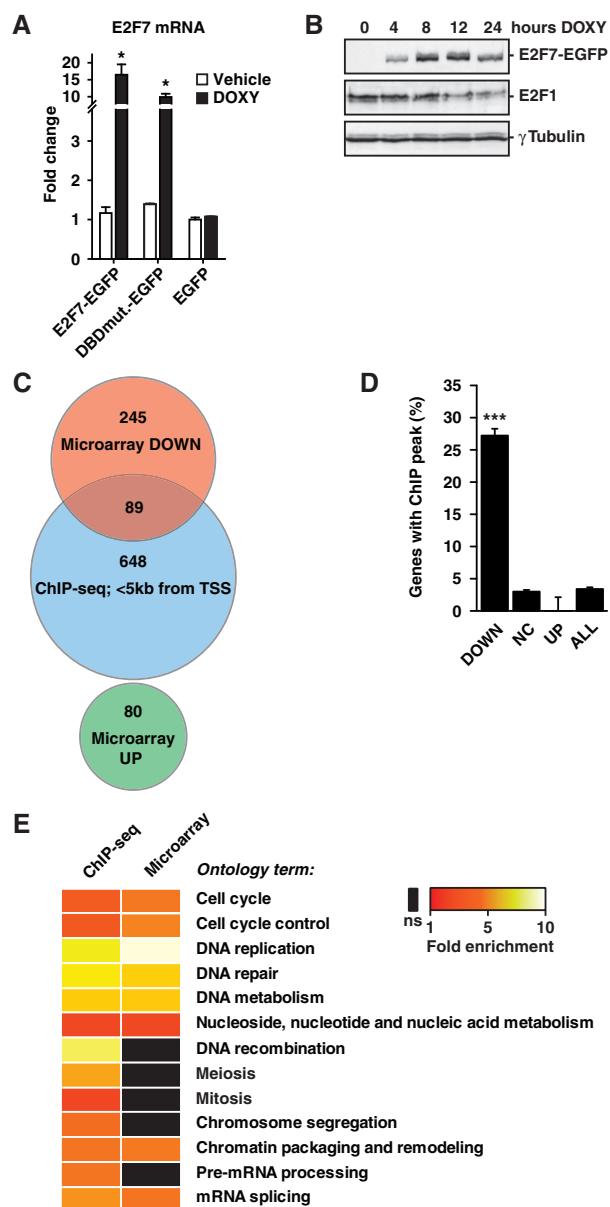 A
E2F7 mRNA
Fold change
20
15
10
3
2
1
0
*
*
Vehicle
DOXY
E2F7-EGFP
DBDmut.-EGFP
EGFP
B
0 4 8 12 24 hours DOXY
E2F7-EGFP
E2F1
γ Tubulin
C
245
Microarray DOWN
89
648
ChIP-seq; <5kb from TSS
80
Microarray
UP
D
Genes with ChIP peak (%)
35
30
25
20
15
10
5
0
***
DOWN
NC
UP
ALL
E
ChIP-seq
Microarray
Ontology term:
Cell cycle
Cell cycle control
DNA replication
DNA repair
DNA metabolism
Nucleoside, nucleotide and nucleic acid metabolism
DNA recombination
Meiosis
Mitosis
Chromosome segregation
Chromatin packaging and remodeling
Pre-mRNA processing
mRNA splicing
ns
1 5 10
Fold enrichment